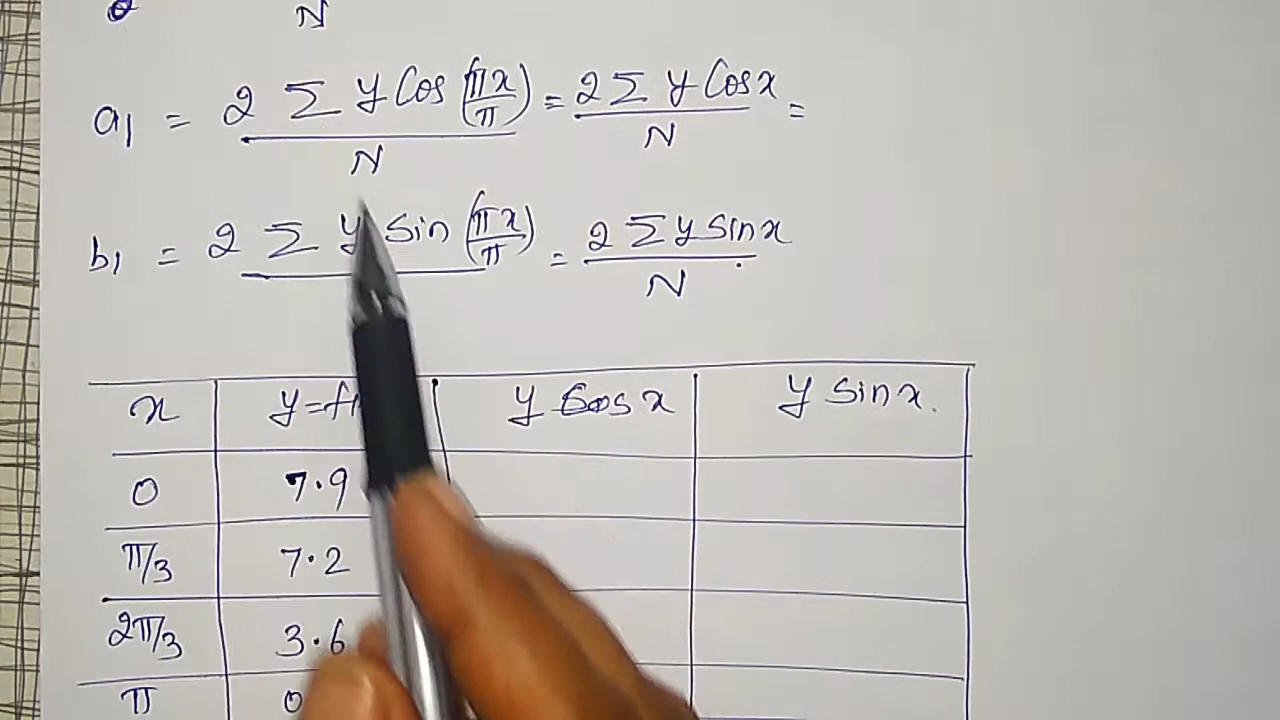 N
a1 = 2 Σ y Cos (πx/π) / N = 2 Σ y Cos x / N =
b1 = 2 Σ y Sin (πx/π) = 2 Σ y Sin x / N
x y Cos x y Sin x.
0 7.9
π/3 7.2
2π/3 3.6
π